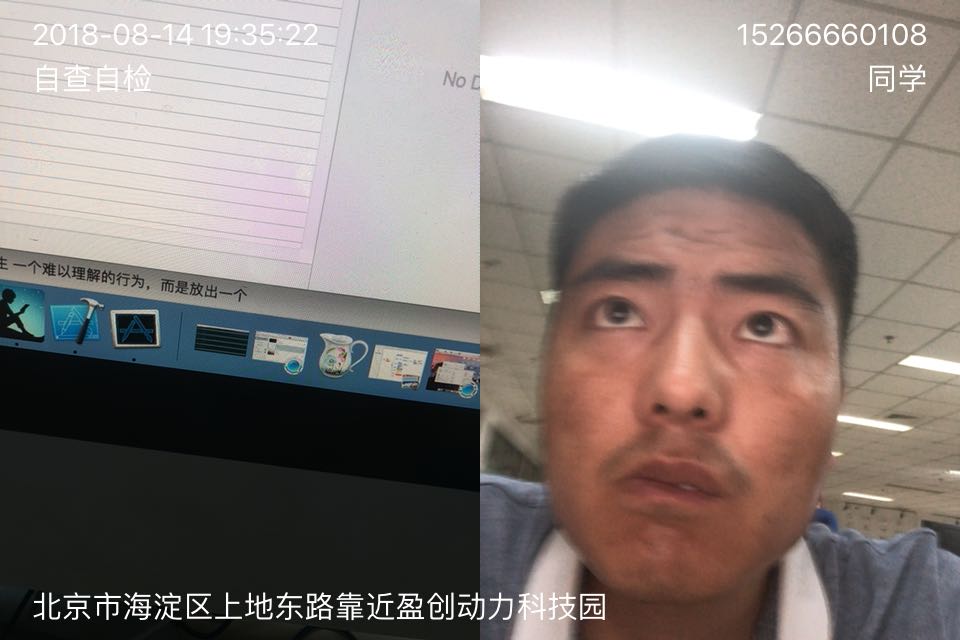 2018-08-14 19:35:22
15266660108
自查自检
同学
No D
生 一个难以理解的行为，而是放出一个
北京市海淀区上地东路靠近盈创动力科技园